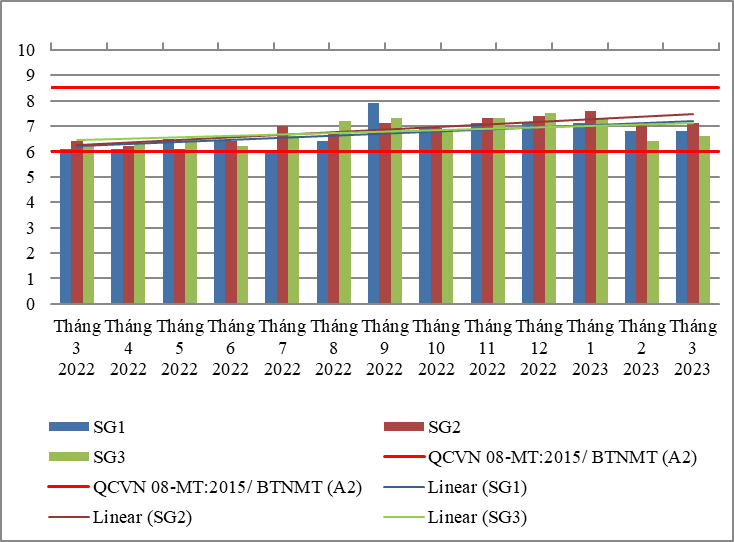 10
9
8
7
6
5
4
3
2
1
0
Tháng Tháng Tháng Tháng Tháng Tháng Tháng Tháng Tháng Tháng Tháng Tháng Tháng
3 4 5 6 7 8 9 10 11 12 1 2 3
2022 2022 2022 2022 2022 2022 2022 2022 2022 2022 2023 2023 2023
SG1 SG2
SG3 QCVN 08-MT:2015/ BTNMT (A2)
QCVN 08-MT:2015/ BTNMT (A2) Linear (SG1)
Linear (SG2) Linear (SG3)